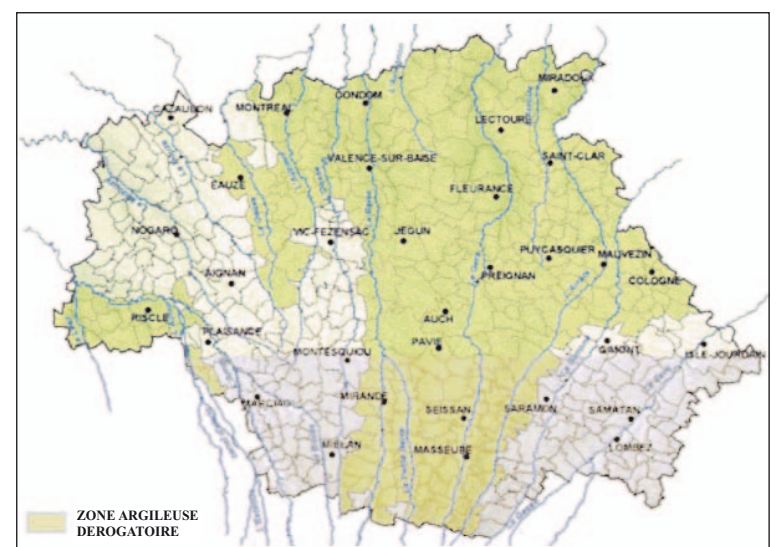 MIRADOUX
CONDOM
CAZAUBON
MONTREAL
LECTOURE
VALENCE-SUR-BAISE
SAINT-CLAR
EAUZE
FLEURANCE
NOGARO
VIC-FEZENSAC
JEGUN
PUYCASQUIER
MAUVEZIN
PREIGNAN
COLOGNE
AIGNAN
RISCLE
AUCH
PLAISANCE
PAVIE
GIMONT
ISLE-JOURDAIN
MONTESQUIOU
MARCIAC
MIRANDE
SEISSAN
SARAMON
SAMATAN
MIELAN
MASSEUBE
LOMBEZ
ZONE ARGILEUSE
DEROGATOIRE